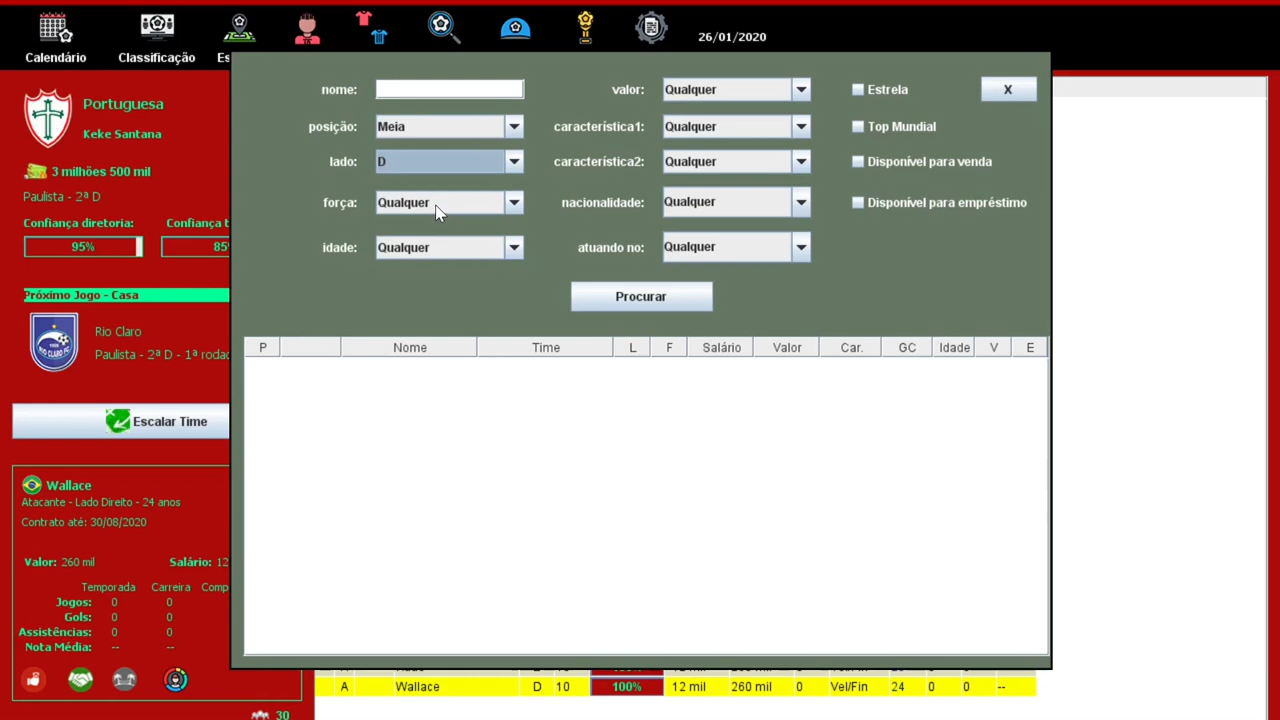 26/01/2020
Calendário Classificação Es
Portuguesa
Keke Santana
3 milhões 500 mil
Paulista - 2ª D
Confiança diretoria: Confiança t
95% 85
Próximo Jogo - Casa
Rio Claro
Paulista - 2ª D - 1ª roda
Escalar Time
Wallace
Atacante - Lado Direito - 24 anos
Contrato até: 30/08/2020
Valor: 260 mil Salário: 12
Temporada Carreira Comp
Jogos: 0 0
Gols: 0 0
Assistências: 0 0
Nota Média: -- --
30
nome: valor: Qualquer Estrela X
posição: Meia característica1: Qualquer Top Mundial
lado: D característica2: Qualquer Disponível para venda
força: Qualquer nacionalidade: Qualquer Disponível para empréstimo
idade: Qualquer atuando no: Qualquer
Procurar
P Nome Time L F Salário Valor Car. GC Idade V E
A Wallace D 10 100% 12 mil 260 mil 0 Vel/Fin 24 0 0 --